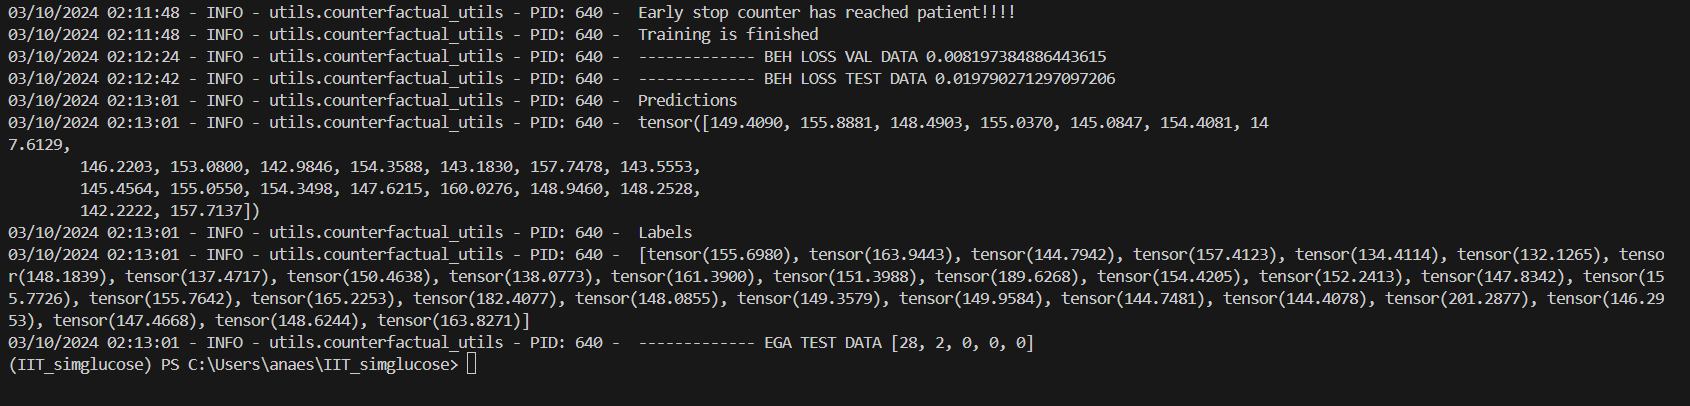 03/10/2024 02:11:48 - INFO - utils.counterfactual_utils - PID: 640 -  Early stop counter has reached patient!!!!
03/10/2024 02:11:48 - INFO - utils.counterfactual_utils - PID: 640 -  Training is finished
03/10/2024 02:12:24 - INFO - utils.counterfactual_utils - PID: 640 -  ------------- BEH LOSS VAL DATA 0.008197384886443615
03/10/2024 02:12:42 - INFO - utils.counterfactual_utils - PID: 640 -  ------------- BEH LOSS TEST DATA 0.019790271297097206
03/10/2024 02:13:01 - INFO - utils.counterfactual_utils - PID: 640 -  Predictions
03/10/2024 02:13:01 - INFO - utils.counterfactual_utils - PID: 640 -  tensor([149.4090, 155.8881, 148.4903, 155.0370, 145.0847, 154.4081, 14
7.6129,
        146.2203, 153.0800, 142.9846, 154.3588, 143.1830, 157.7478, 143.5553,
        145.4564, 155.0550, 154.3498, 147.6215, 160.0276, 148.9460, 148.2528,
        142.2222, 157.7137])
03/10/2024 02:13:01 - INFO - utils.counterfactual_utils - PID: 640 -  Labels
03/10/2024 02:13:01 - INFO - utils.counterfactual_utils - PID: 640 -  [tensor(155.6980), tensor(163.9443), tensor(144.7942), tensor(157.4123), tensor(134.4114), tensor(132.1265), tenso
r(148.1839), tensor(137.4717), tensor(150.4638), tensor(138.0773), tensor(161.3900), tensor(151.3988), tensor(189.6268), tensor(154.4205), tensor(152.2413), tensor(147.8342), tensor(15
5.7726), tensor(155.7642), tensor(165.2253), tensor(182.4077), tensor(148.0855), tensor(149.3579), tensor(149.9584), tensor(144.7481), tensor(144.4078), tensor(201.2877), tensor(146.29
53), tensor(147.4668), tensor(148.6244), tensor(163.8271)]
03/10/2024 02:13:01 - INFO - utils.counterfactual_utils - PID: 640 -  ------------- EGA TEST DATA [28, 2, 0, 0, 0]
(IIT_simglucose) PS C:\Users\anaes\IIT_simglucose>